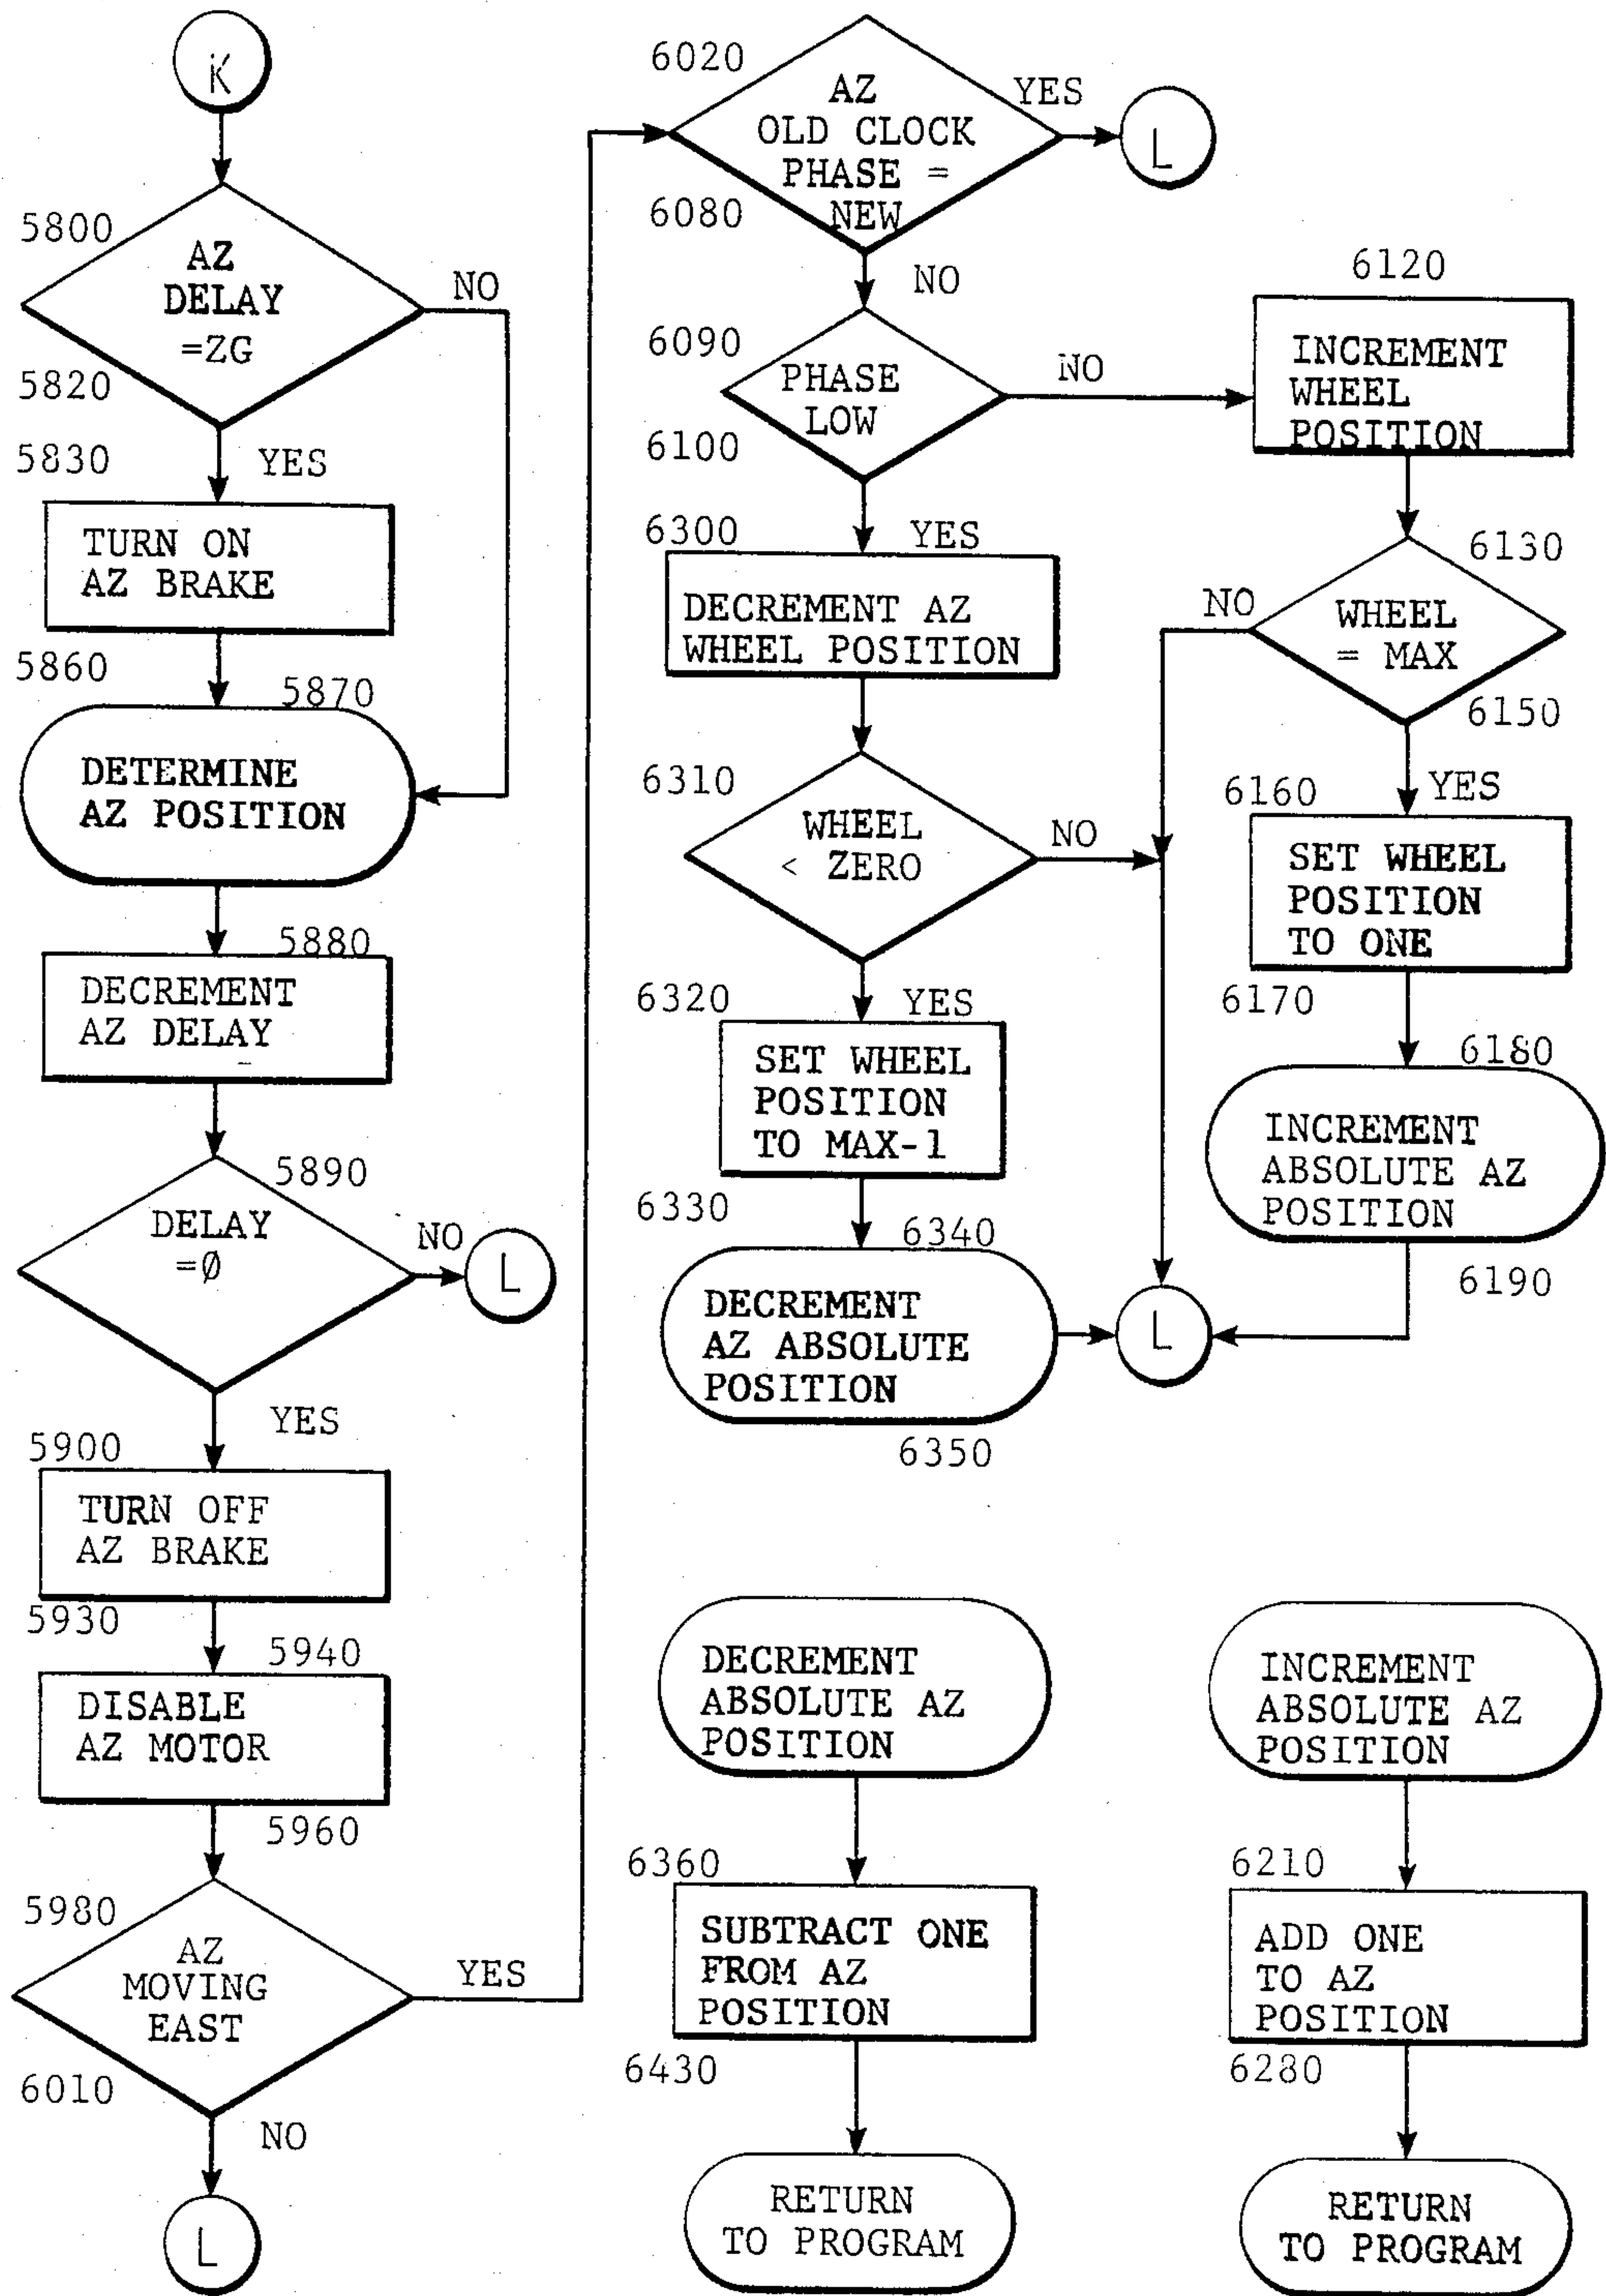 K
5800
AZ
DELAY
=ZG
NO
5820
5830
YES
TURN ON
AZ BRAKE
5860
5870
DETERMINE
AZ POSITION
5880
DECREMENT
AZ DELAY
5890
DELAY
=Ø
NO
L
YES
5900
TURN OFF
AZ BRAKE
5930
5940
DISABLE
AZ MOTOR
5960
5980
AZ
MOVING
EAST
YES
6010
NO
L
6020
AZ
OLD CLOCK
PHASE =
NEW
YES
L
6080
NO
6090
PHASE
LOW
NO
6100
6120
INCREMENT
WHEEL
POSITION
6300
YES
DECREMENT AZ
WHEEL POSITION
6130
NO
WHEEL
= MAX
6150
6310
WHEEL
< ZERO
NO
6160
YES
SET WHEEL
POSITION
TO ONE
6170
6320
YES
SET WHEEL
POSITION
TO MAX-1
6330
6180
INCREMENT
ABSOLUTE AZ
POSITION
6190
6340
DECREMENT
AZ ABSOLUTE
POSITION
6350
L
DECREMENT
ABSOLUTE AZ
POSITION
6360
SUBTRACT ONE
FROM AZ
POSITION
6430
RETURN
TO PROGRAM
INCREMENT
ABSOLUTE AZ
POSITION
6210
ADD ONE
TO AZ
POSITION
6280
RETURN
TO PROGRAM